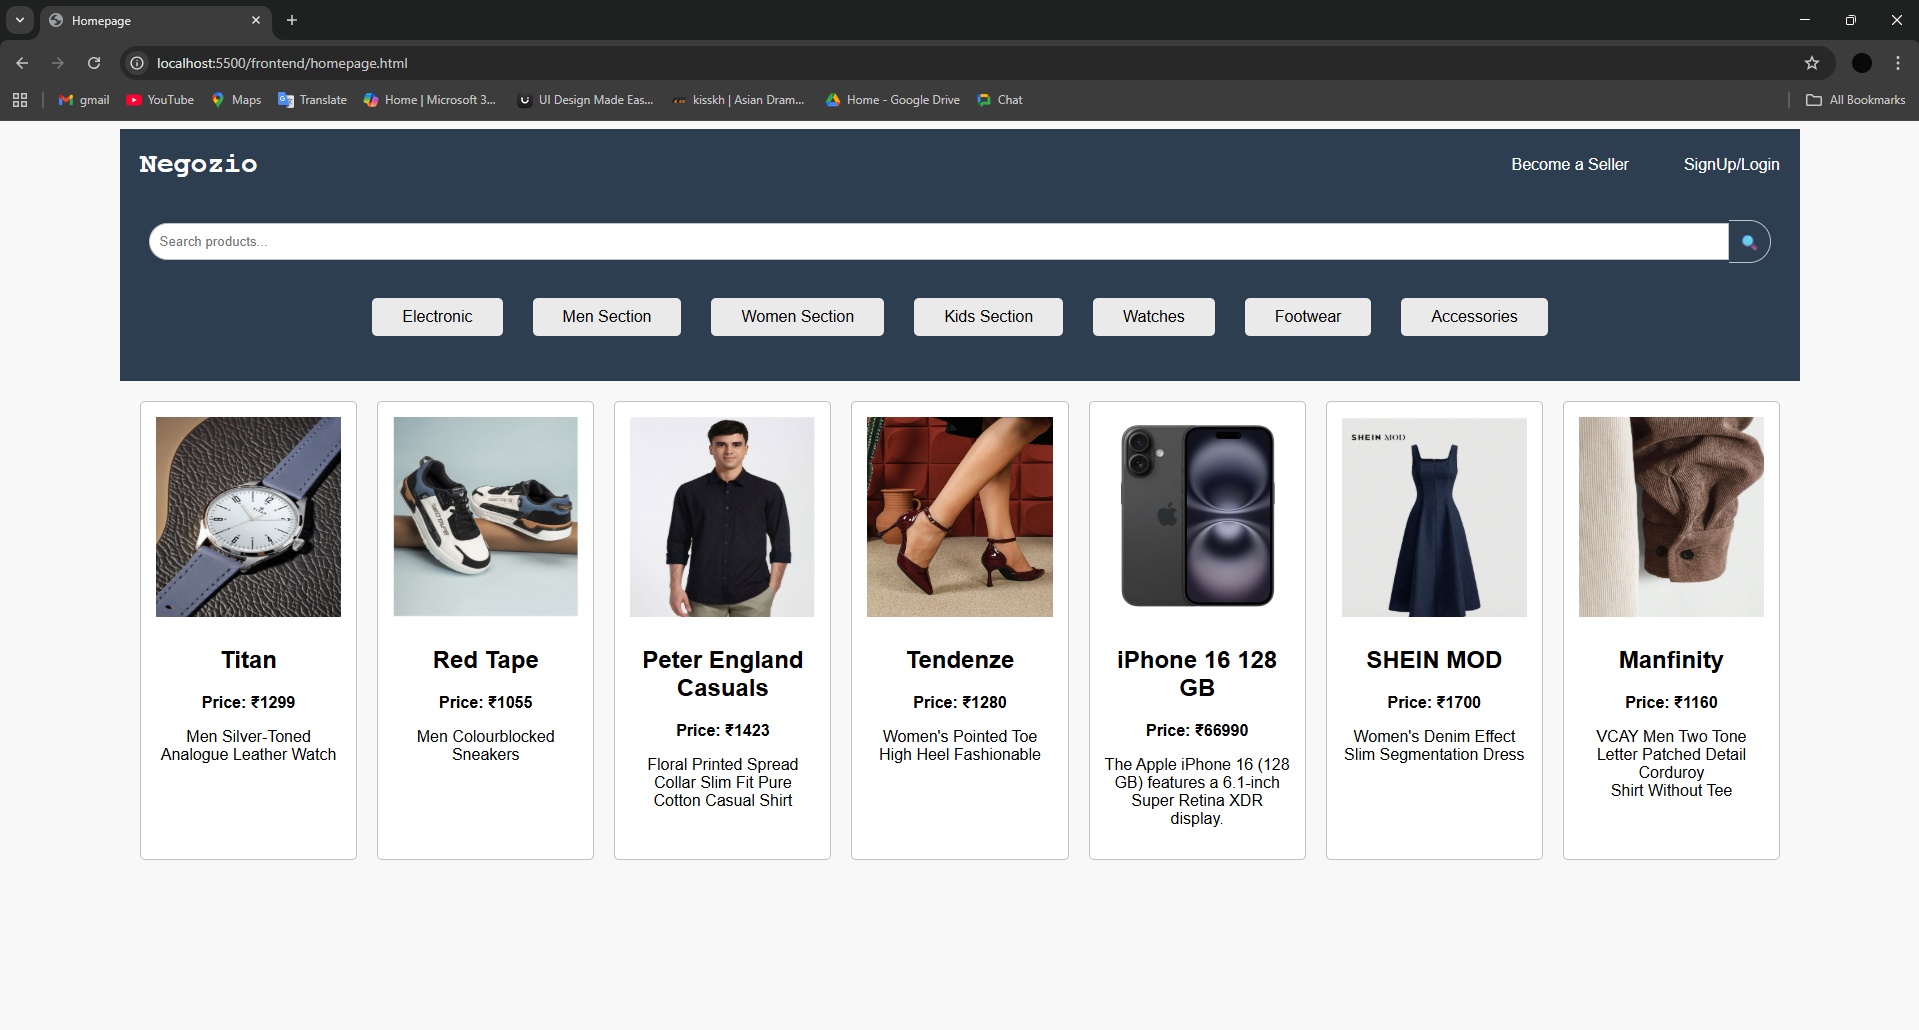 Homepage
localhost:5500/frontend/homepage.html
gmail
YouTube
Maps
Translate
Home | Microsoft 3...
UI Design Made Eas...
kisskh | Asian Dram...
Home - Google Drive
Chat
All Bookmarks
Negozio
Become a Seller
SignUp/Login
Search products...
Electronic
Men Section
Women Section
Kids Section
Watches
Footwear
Accessories
TITAN
Titan
Price: ₹1299
Men Silver-Toned
Analogue Leather Watch
Red Tape
Price: ₹1055
Men Colourblocked
Sneakers
Peter England
Casuals
Price: ₹1423
Floral Printed Spread
Collar Slim Fit Pure
Cotton Casual Shirt
Tendenze
Price: ₹1280
Women's Pointed Toe
High Heel Fashionable
iPhone 16 128
GB
Price: ₹66990
The Apple iPhone 16 (128
GB) features a 6.1-inch
Super Retina XDR
display.
SHEIN MOD
SHEIN MOD
Price: ₹1700
Women's Denim Effect
Slim Segmentation Dress
Manfinity
Price: ₹1160
VCAY Men Two Tone
Letter Patched Detail
Corduroy
Shirt Without Tee